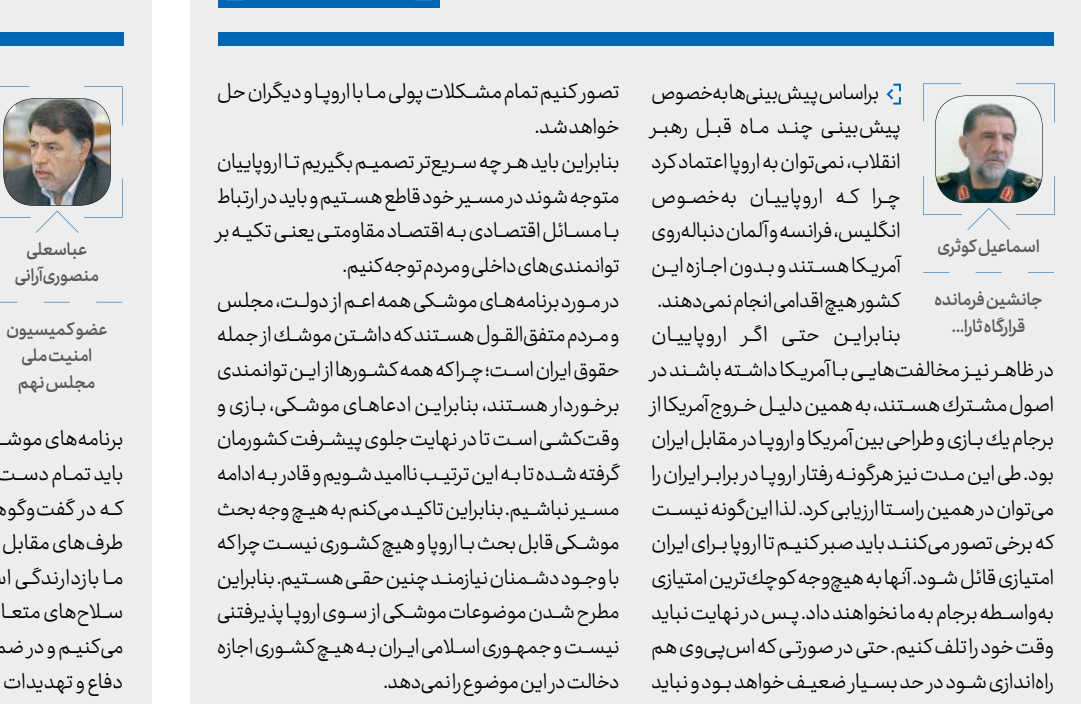 اسماعیل کوثری
جانشین فرمانده
قرارگاه ثارا...
براساس پیش‌بینی‌ها به‌خصوص
پیش‌بینی چند ماه قبل رهبر
انقلاب، نمی‌توان به اروپا اعتماد کرد
چرا که اروپاییان به‌خصوص
انگلیس، فرانسه و آلمان دنباله‌روی
آمریکا هستند و بدون اجازه این
کشور هیچ اقدامی انجام نمی‌دهند.
بنابراین حتی اگر اروپاییان
در ظاهر نیز مخالفت‌هایی با آمریکا داشته باشند در
اصول مشترك هستند، به همین دلیل خروج آمریکا از
برجام یك بازی و طراحی بین آمریکا و اروپا در مقابل ایران
بود. طی این مدت نیز هرگونه رفتار اروپا در برابر ایران را
می‌توان در همین راستا ارزیابی کرد. لذا این‌گونه نیست
که برخی تصور می‌کنند باید صبر کنیم تا اروپا برای ایران
امتیازی قائل شود. آنها به هیچ‌وجه کوچك‌ترین امتیازی
به‌واسطه برجام به ما نخواهند داد. پس در نهایت نباید
وقت خود را تلف کنیم. حتی در صورتی که اس‌پی‌وی هم
راه‌اندازی شود در حد بسیار ضعیف خواهد بود و نباید
تصور کنیم تمام مشکلات پولی ما با اروپا و دیگران حل
خواهد شد.
بنابراین باید هر چه سریع‌تر تصمیم بگیریم تا اروپاییان
متوجه شوند در مسیر خود قاطع هستیم و باید در ارتباط
با مسائل اقتصادی به اقتصاد مقاومتی یعنی تکیه بر
توانمندی‌های داخلی و مردم توجه کنیم.
در مورد برنامه‌های موشکی همه اعم از دولت، مجلس
و مردم متفق‌القول هستند که داشتن موشك از جمله
حقوق ایران است؛ چرا که همه کشورها از این توانمندی
برخوردار هستند، بنابراین ادعاهای موشکی، بازی و
وقت‌کشی است تا در نهایت جلوی پیشرفت کشورمان
گرفته شده تا به این ترتیب ناامید شویم و قادر به ادامه
مسیر نباشیم. بنابراین تاکید می‌کنم به هیچ وجه بحث
موشکی قابل بحث با اروپا و هیچ کشوری نیست چراکه
با وجود دشمنان نیازمند چنین حقی هستیم. بنابراین
مطرح شدن موضوعات موشکی از سوی اروپا پذیرفتنی
نیست و جمهوری اسلامی ایران به هیچ کشوری اجازه
دخالت در این موضوع را نمی‌دهد.
عباسعلی
منصوری‌آرانی
عضو کمیسیون
امنیت ملی
مجلس نهم
برنامه‌های موشـ
باید تمام دست
که در گفت‌وگوه
طرف‌های مقابل
ما بازدارندگی اس
سلاح‌های متعا
می‌کنیم و در ضم
دفاع و تهدیدات